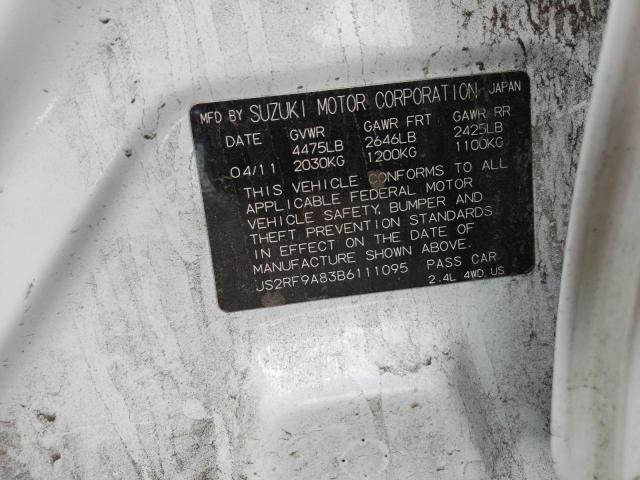 MFD BY SUZUKI MOTOR CORPORATION JAPAN
DATE GVWR GAWR FRT GAWR RR
4475LB 2646LB 2425LB
04/11 2030KG 1200KG 1100KG
THIS VEHICLE CONFORMS TO ALL
APPLICABLE FEDERAL MOTOR
VEHICLE SAFETY, BUMPER AND
THEFT PREVENTION STANDARDS
IN EFFECT ON THE DATE OF
MANUFACTURE SHOWN ABOVE.
JS2RF9A83B6111095 PASS CAR
2.4L 4WD US